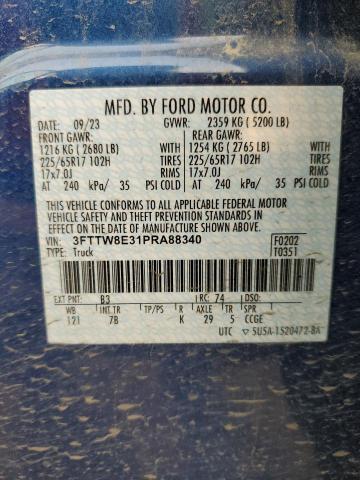 MFD. BY FORD MOTOR CO.
DATE: 09/23 GVWR: 2359 KG ( 5200 LB)
FRONT GAWR: REAR GAWR:
1216 KG ( 2680 LB) WITH 1254 KG ( 2765 LB) WITH
225/65R17 102H TIRES 225/65R17 102H TIRES
17x7.0J RIMS 17x7.0J RIMS
AT 240 kPa/ 35 PSI COLD AT 240 kPa/ 35 PSI COLD
THIS VEHICLE CONFORMS TO ALL APPLICABLE FEDERAL MOTOR
VEHICLE SAFETY AND THEFT PREVENTION STANDARDS IN
EFFECT ON THE DATE OF MANUFACTURE SHOWN ABOVE.
VIN: 3FTTW8E31PRA88340 F0202
TYPE: Truck T0351
EXT PNT: B3 RC: 74 DSO:
WB BRK INT TR TP/PS R AXLE TR SPR
121 7B K 29 5 CCGE
UTC ▽ 5U5A-1520472-BA